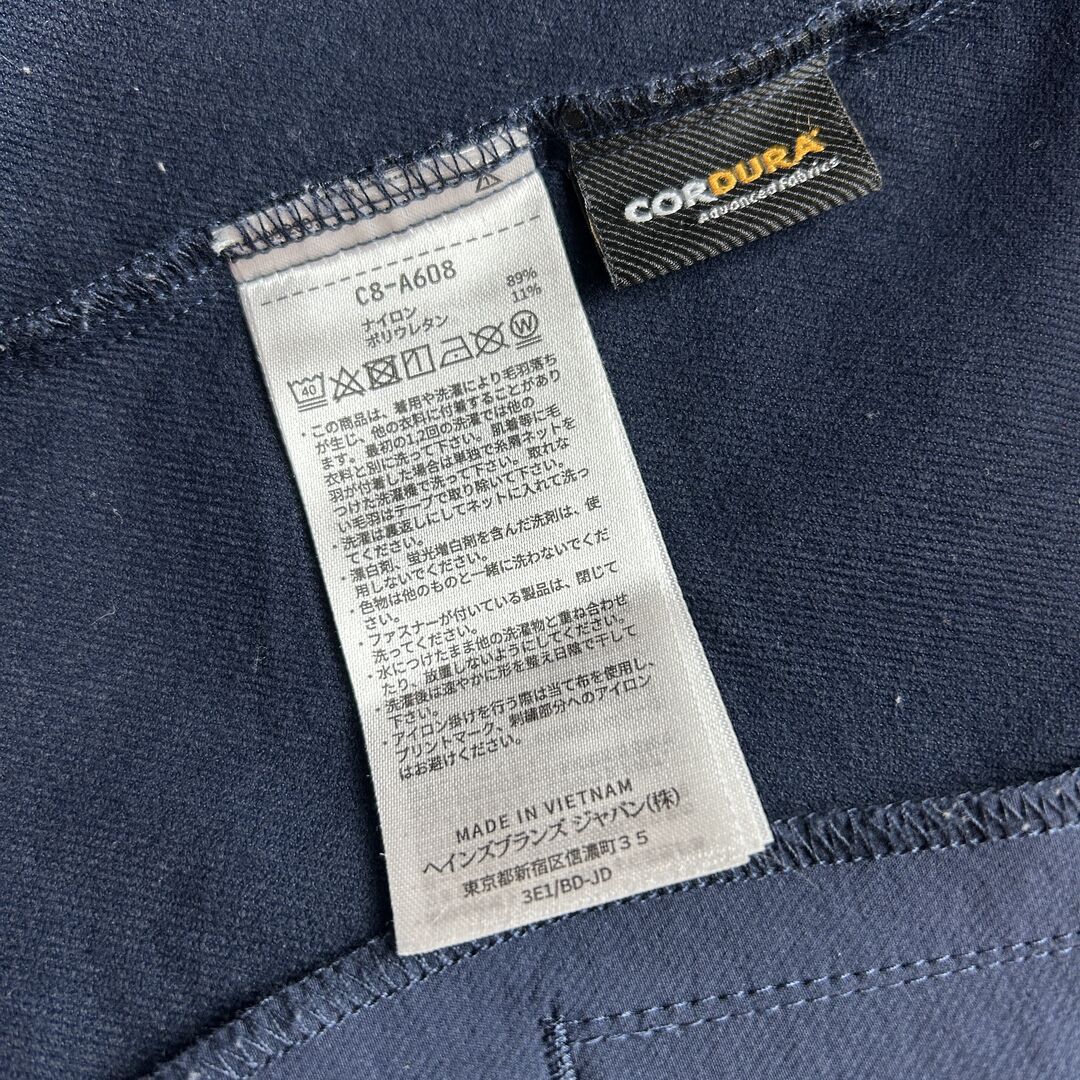 CORDURA
Advanced Fabrics
C8-A608
ナイロン 89%
ポリウレタン 11%
40
W
・この商品は、着用や洗濯により毛羽落ち
が生じ、他の衣料に付着することがあり
ます。最初の1,2回の洗濯では他の
衣料と別に洗って下さい。肌着等に毛
羽が付着した場合は単独で糸屑ネットを
つけた洗濯機で洗って下さい。取れな
い毛羽はテープで取り除いて下さい。
・洗濯は裏返しにしてネットに入れて洗っ
てください。
・漂白剤、蛍光増白剤を含んだ洗剤は、使
用しないでください。
・色物は他のものと一緒に洗わないでくだ
さい。
・ファスナーが付いている製品は、閉じて
洗ってください。
・水につけたまま他の洗濯物と重ね合わせ
たり、放置しないようにしてください。
・洗濯後は速やかに形を整え日陰で干して
下さい。
・アイロン掛けを行う際は当て布を使用し、
プリントマーク、刺繍部分へのアイロン
はお避けください。
MADE IN VIETNAM
ヘインズブランズ ジャパン(株)
東京都新宿区信濃町35
3E1/BD-JD